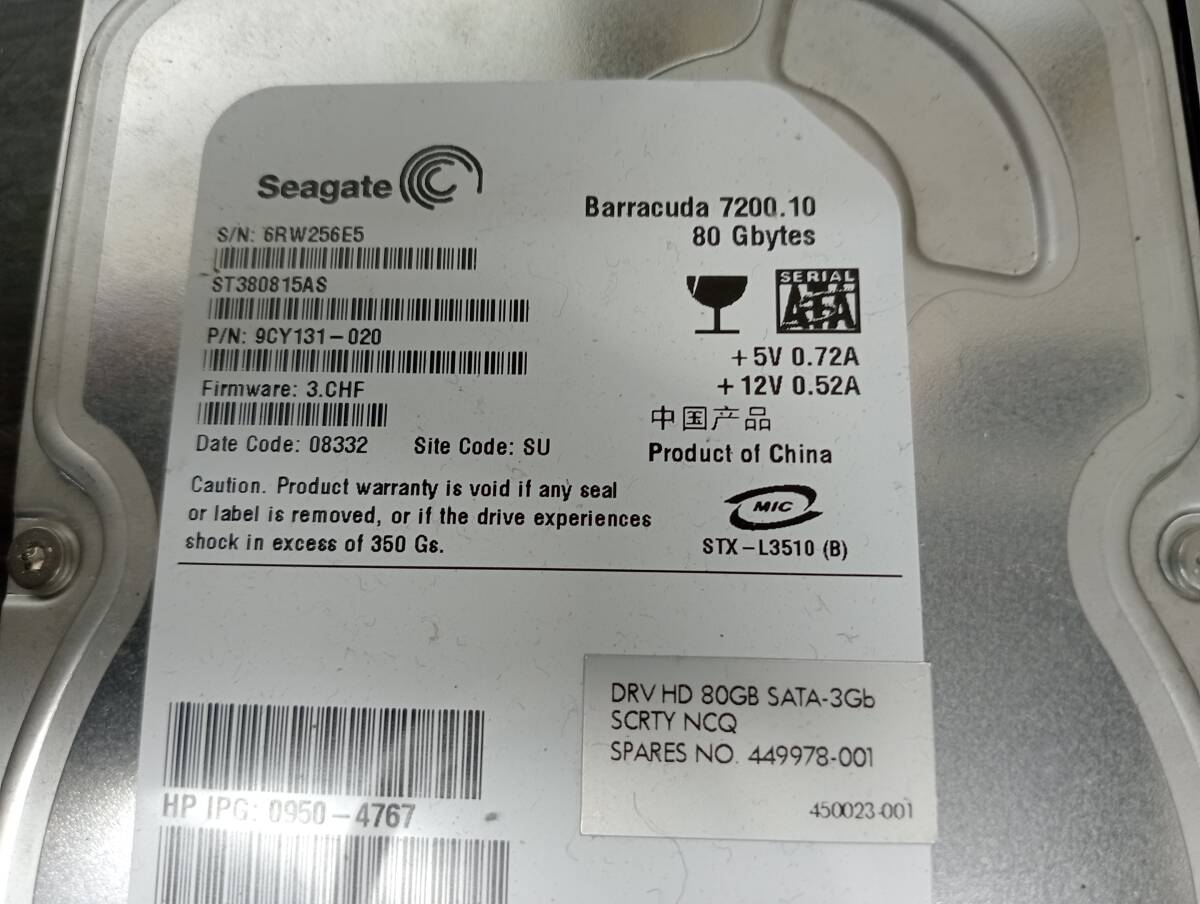 Seagate
S/N: 6RW256E5
ST380815AS
P/N: 9CY131-020
Firmware: 3.CHF
Date Code: 08332 Site Code: SU
Barracuda 7200.10
80 Gbytes
SERIAL
ATA
+5V 0.72A
+12V 0.52A
中国产品
Product of China
Caution. Product warranty is void if any seal
or label is removed, or if the drive experiences
shock in excess of 350 Gs.
MIC
STX-L3510 (B)
DRV HD 80GB SATA-3Gb
SCRTY NCQ
SPARES NO. 449978-001
450023-001
HP IPG: 0950-4767